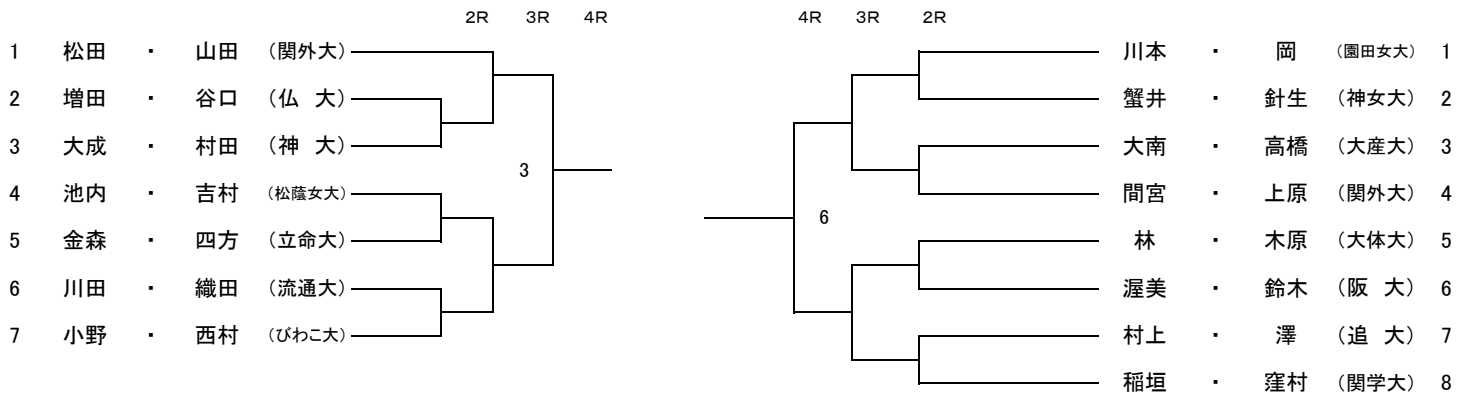 2R 3R 4R
1 松田 ・ 山田 (関外大)
2 増田 ・ 谷口 (仏 大)
3 大成 ・ 村田 (神 大)
3
4 池内 ・ 吉村 (松蔭女大)
5 金森 ・ 四方 (立命大)
6 川田 ・ 織田 (流通大)
7 小野 ・ 西村 (びわこ大)
4R 3R 2R
川本 ・ 岡 (園田女大) 1
蟹井 ・ 針生 (神女大) 2
大南 ・ 高橋 (大産大) 3
間宮 ・ 上原 (関外大) 4
6
林 ・ 木原 (大体大) 5
渥美 ・ 鈴木 (阪 大) 6
村上 ・ 澤 (追 大) 7
稲垣 ・ 窪村 (関学大) 8